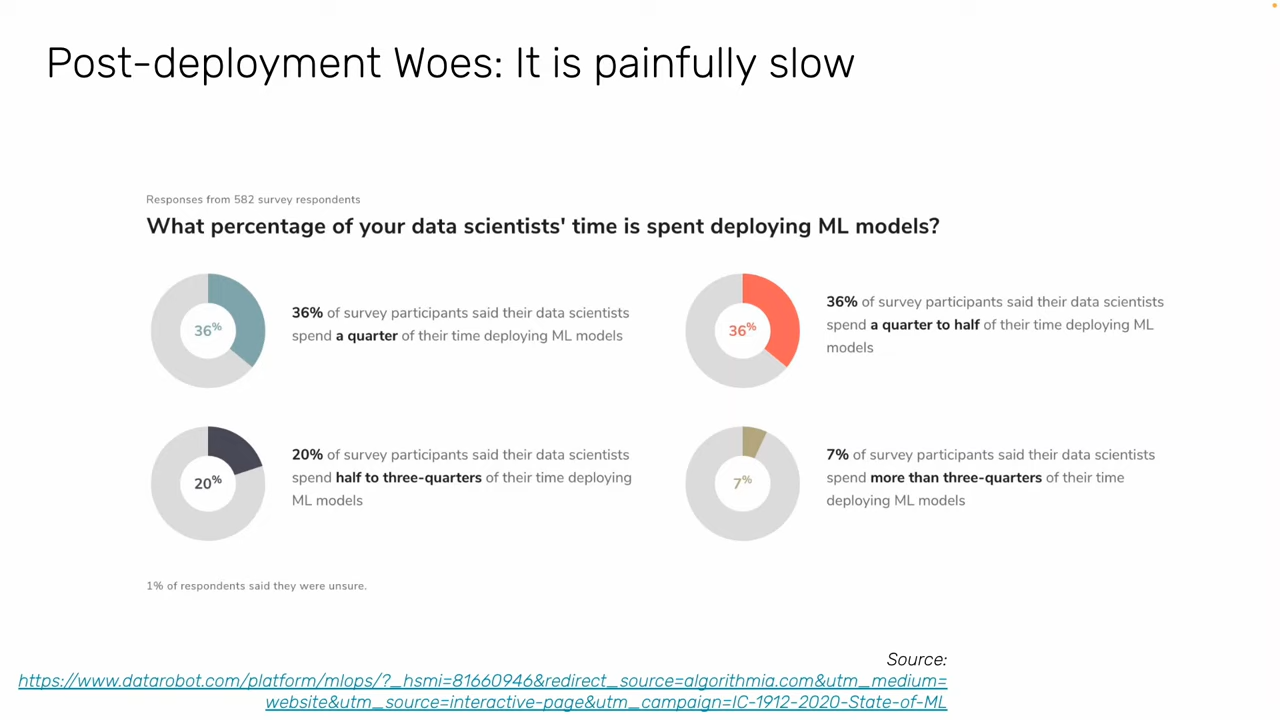 Post-deployment Woes: It is painfully slow
Responses from 582 survey respondents
What percentage of your data scientists' time is spent deploying ML models?
36%
36% of survey participants said their data scientists
spend a quarter of their time deploying ML models
36%
36% of survey participants said their data scientists
spend a quarter to half of their time deploying ML
models
20%
20% of survey participants said their data scientists
spend half to three-quarters of their time deploying
ML models
7%
7% of survey participants said their data scientists
spend more than three-quarters of their time
deploying ML models
1% of respondents said they were unsure.
Source:
https://www.datarobot.com/platform/mlops/?_hsmi=81660946&redirect_source=algorithmia.com&utm_medium=
website&utm_source=interactive-page&utm_campaign=IC-1912-2020-State-of-ML